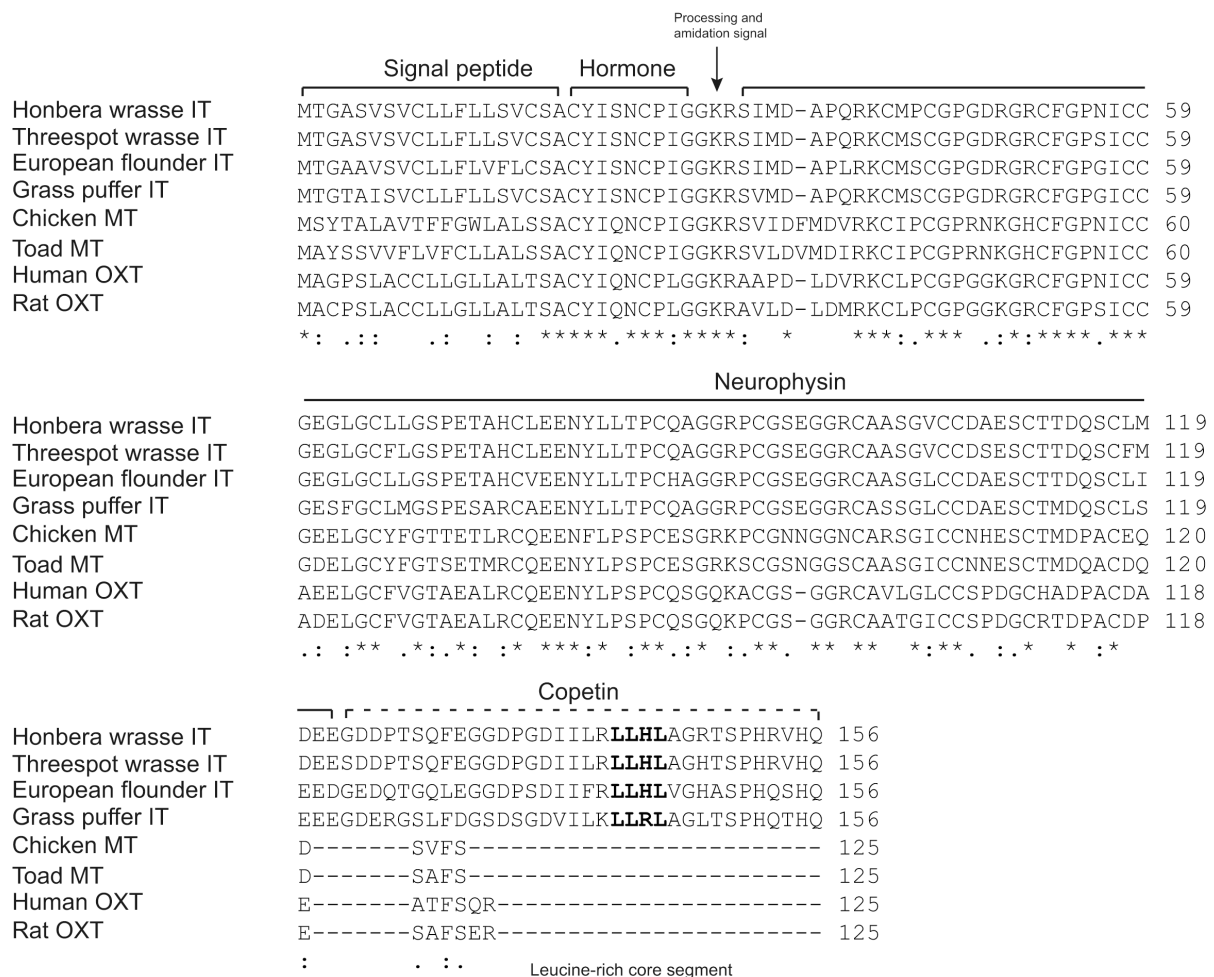 Processing and
amidation signal
Signal peptide Hormone
Honbera wrasse IT MTGASVSVCLLFLLSVCSACYISNCPIGGKRSIMD-APQRKCMPCGPGDRGRCFGPNICC 59
Threespot wrasse IT MTGASVSVCLLFLLSVCSACYISNCPIGGKRSIMD-APQRKCMSCGPGDRGRCFGPNICC 59
European flounder IT MTGAAVSVCLLFLVFLCSACYISNCPIGGKRSIMD-APLRKCMSCGPGDRGRCFGPGICC 59
Grass puffer IT MTGTAISVCLLFLLSVCSACYISNCPIGGKRSVMD-APQRKCMSCGPGDRGRCFGPSICC 59
Chicken MT MSYTALAVTFFGWLALSSACYIQNCPIGGKRSVIDFMDVRKCIPCGPRNKGHCFGPNICC 60
Toad MT MAYSSVVFLVFCLLALSSACYIQNCPIGGKRSVLDVMDIRKCIPCGPRNKGHCFGPNICC 60
Human OXT MAGPSLACCLLGLLALTSACYIQNCPLGGKRAAPD-LDVRKCLPCGPGGKGRCFGPNICC 59
Rat OXT MACPSLACCLLGLLALTSACYIQNCPLGGKRAVLD-LDMRKCLPCGPGGKGRCFGPSICC 59
*: .:: .: : : *****.***:****: * ***:.*** .:*:****.***
Neurophysin
Honbera wrasse IT GEGLGCLLGSPETAHCLEENYLLTPCQAGGRPCGSEGGRCAASGVCCDAESCTTDQSCLM 119
Threespot wrasse IT GEGLGCFLGSPETAHCLEENYLLTPCQAGGRPCGSEGGRCAASGVCCDSESCTTDQSCFM 119
European flounder IT GEGLGCLLGSPETAHCVEENYLLTPCHAGGRPCGSEGGRCAASGLCCDAESCTTDQSCLI 119
Grass puffer IT GESFGCLMGSPESARCAEENYLLTPCQAGGRPCGSEGGRCASSGLCCDAESCTMDQSCLS 119
Chicken MT GEELGCYFGTTETLRCQEENFLPSPCESGRKPCGNNGGNCARSGICCNHESCTMDPACEQ 120
Toad MT GDELGCYFGTSETMRCQEENYLPSPCESGRKSCGSNGGSCAASGICCNNESCTMDQACDQ 120
Human OXT AEELGCFVGTAEALRCQEENYLPSPCQSGQKACGS-GGRCAVLGLCCSPDGCHADPACDA 118
Rat OXT ADELGCFVGTAEALRCQEENYLPSPCQSGQKPCGS-GGRCAATGICCSPDGCRTDPACDP 118
.: :** .*:*: * ***:* :**.:* :.**. ** ** *:**. :.* * :*
Copetin
Honbera wrasse IT DEEGDDPTSQFEGGDPGDIILRLLHLAGRTSPHRVHQ 156
Threespot wrasse IT DEESDDPTSQFEGGDPGDIILRLLHLAGHTSPHRVHQ 156
European flounder IT EEDGEDQTGQLEGGDPSDIIFRLLHLVGHASPHQSHQ 156
Grass puffer IT EEEGDERGSLFDGSDSGDVILKLLRLAGLTSPHQTHQ 156
Chicken MT D-------SVFS------------------------- 125
Toad MT D-------SAFS------------------------- 125
Human OXT E-------ATFSQR----------------------- 125
Rat OXT E-------SAFSER----------------------- 125
: . :.
Leucine-rich core segment